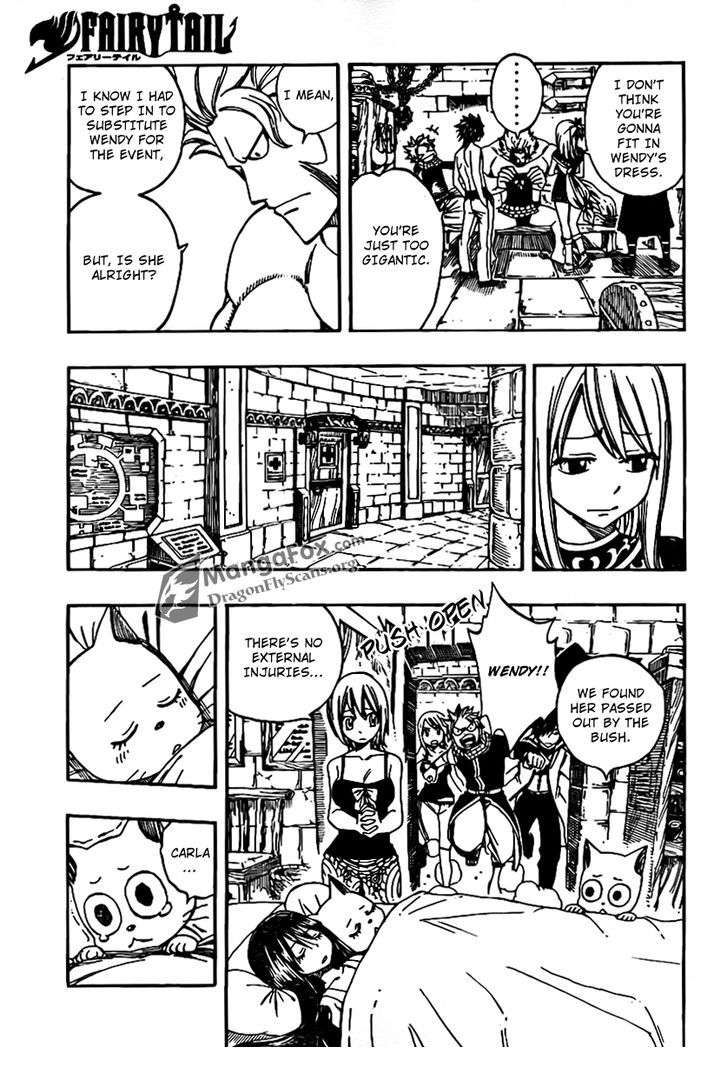 FAIRY TAIL
フェアリーテイル
I DON'T
THINK
YOU'RE
GONNA
FIT IN
WENDY'S
DRESS.
.......
YOU'RE
JUST TOO
GIGANTIC.
I MEAN,
I KNOW I HAD
TO STEP IN TO
SUBSTITUTE
WENDY FOR
THE EVENT,
BUT, IS SHE
ALRIGHT?
MangaFox.com
DragonFlyScans.org
PUSH OPEN
WENDY!!
WE FOUND
HER PASSED
OUT BY THE
BUSH.
THERE'S NO
EXTERNAL
INJURIES...
CARLA
...